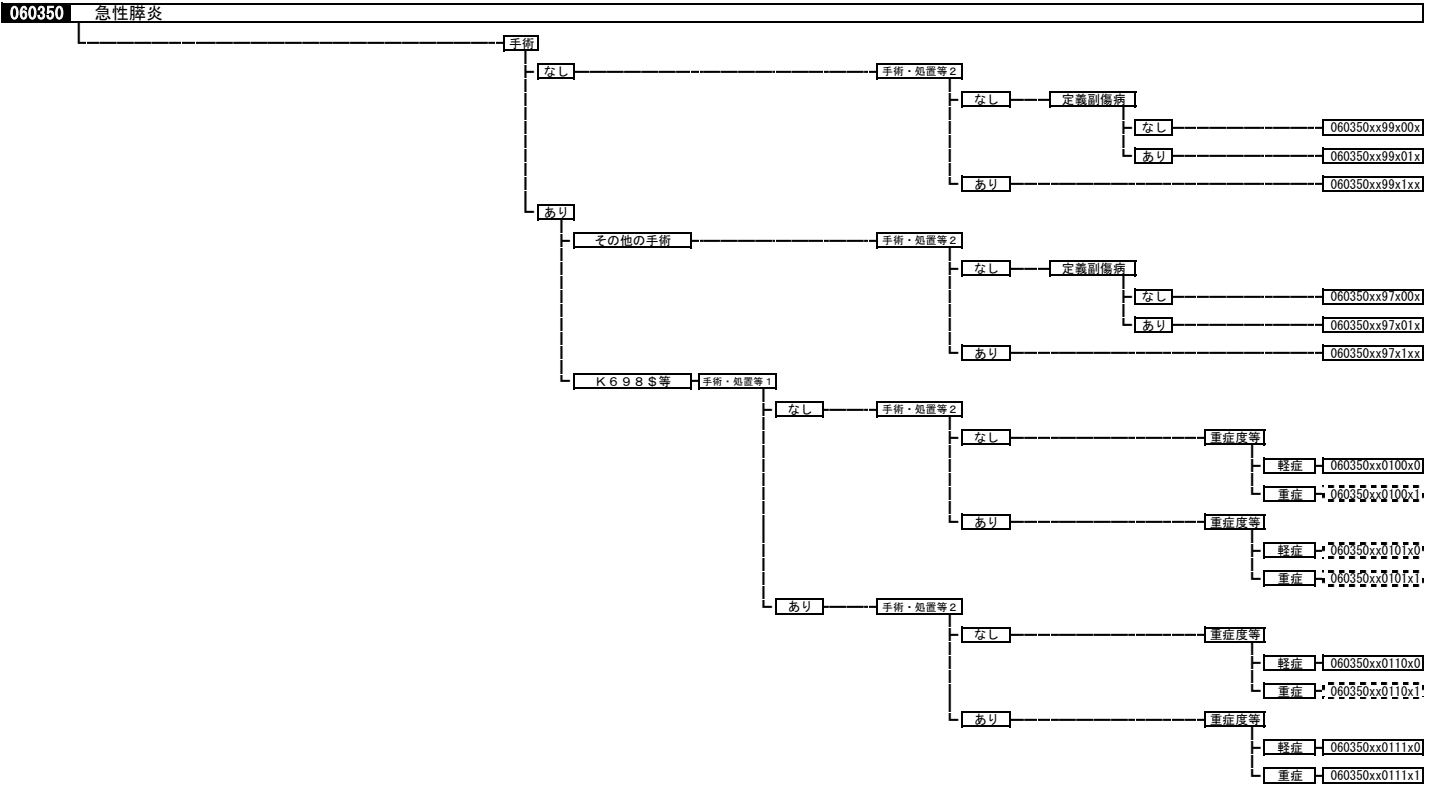 060350 急性膵炎
手術
なし 手術・処置等2
なし 定義副傷病
なし 060350xx99x00x
あり 060350xx99x01x
あり 060350xx99x1xx
あり
その他の手術 手術・処置等2
なし 定義副傷病
なし 060350xx97x00x
あり 060350xx97x01x
あり 060350xx97x1xx
K698$等 手術・処置等1
なし 手術・処置等2
なし 重症度等
軽症 060350xx0100x0
重症 060350xx0100x1
あり 重症度等
軽症 060350xx0101x0
重症 060350xx0101x1
あり 手術・処置等2
なし 重症度等
軽症 060350xx0110x0
重症 060350xx0110x1
あり 重症度等
軽症 060350xx0111x0
重症 060350xx0111x1